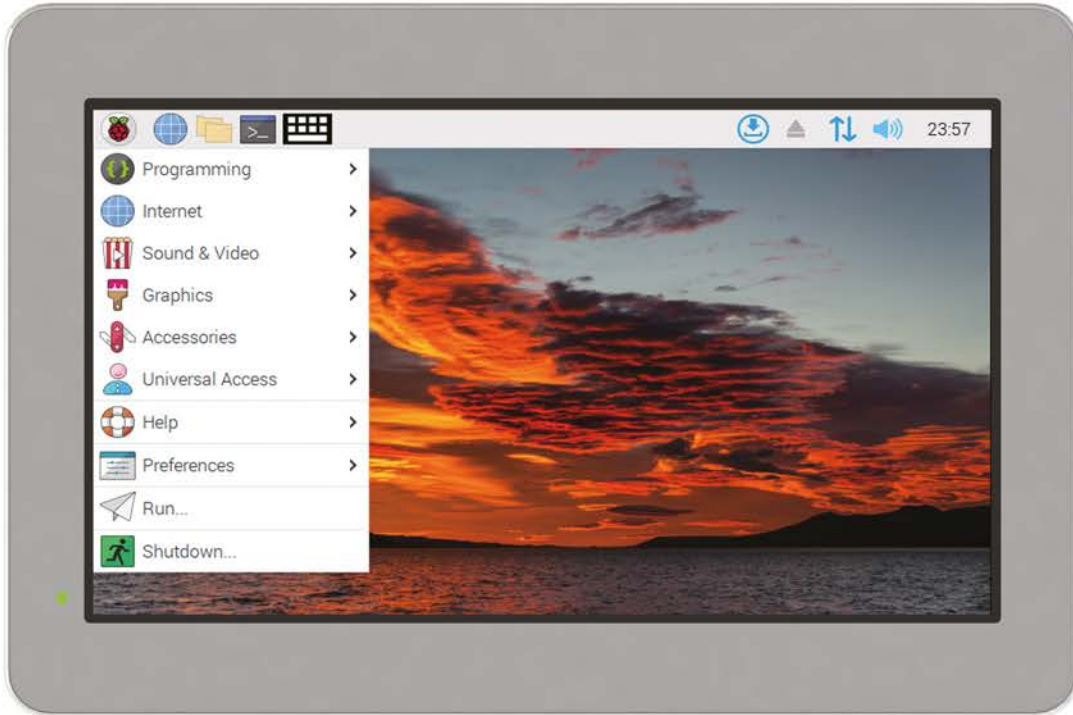 23:57
Programming
Internet
Sound & Video
Graphics
Accessories
Universal Access
Help
Preferences
Run...
Shutdown...